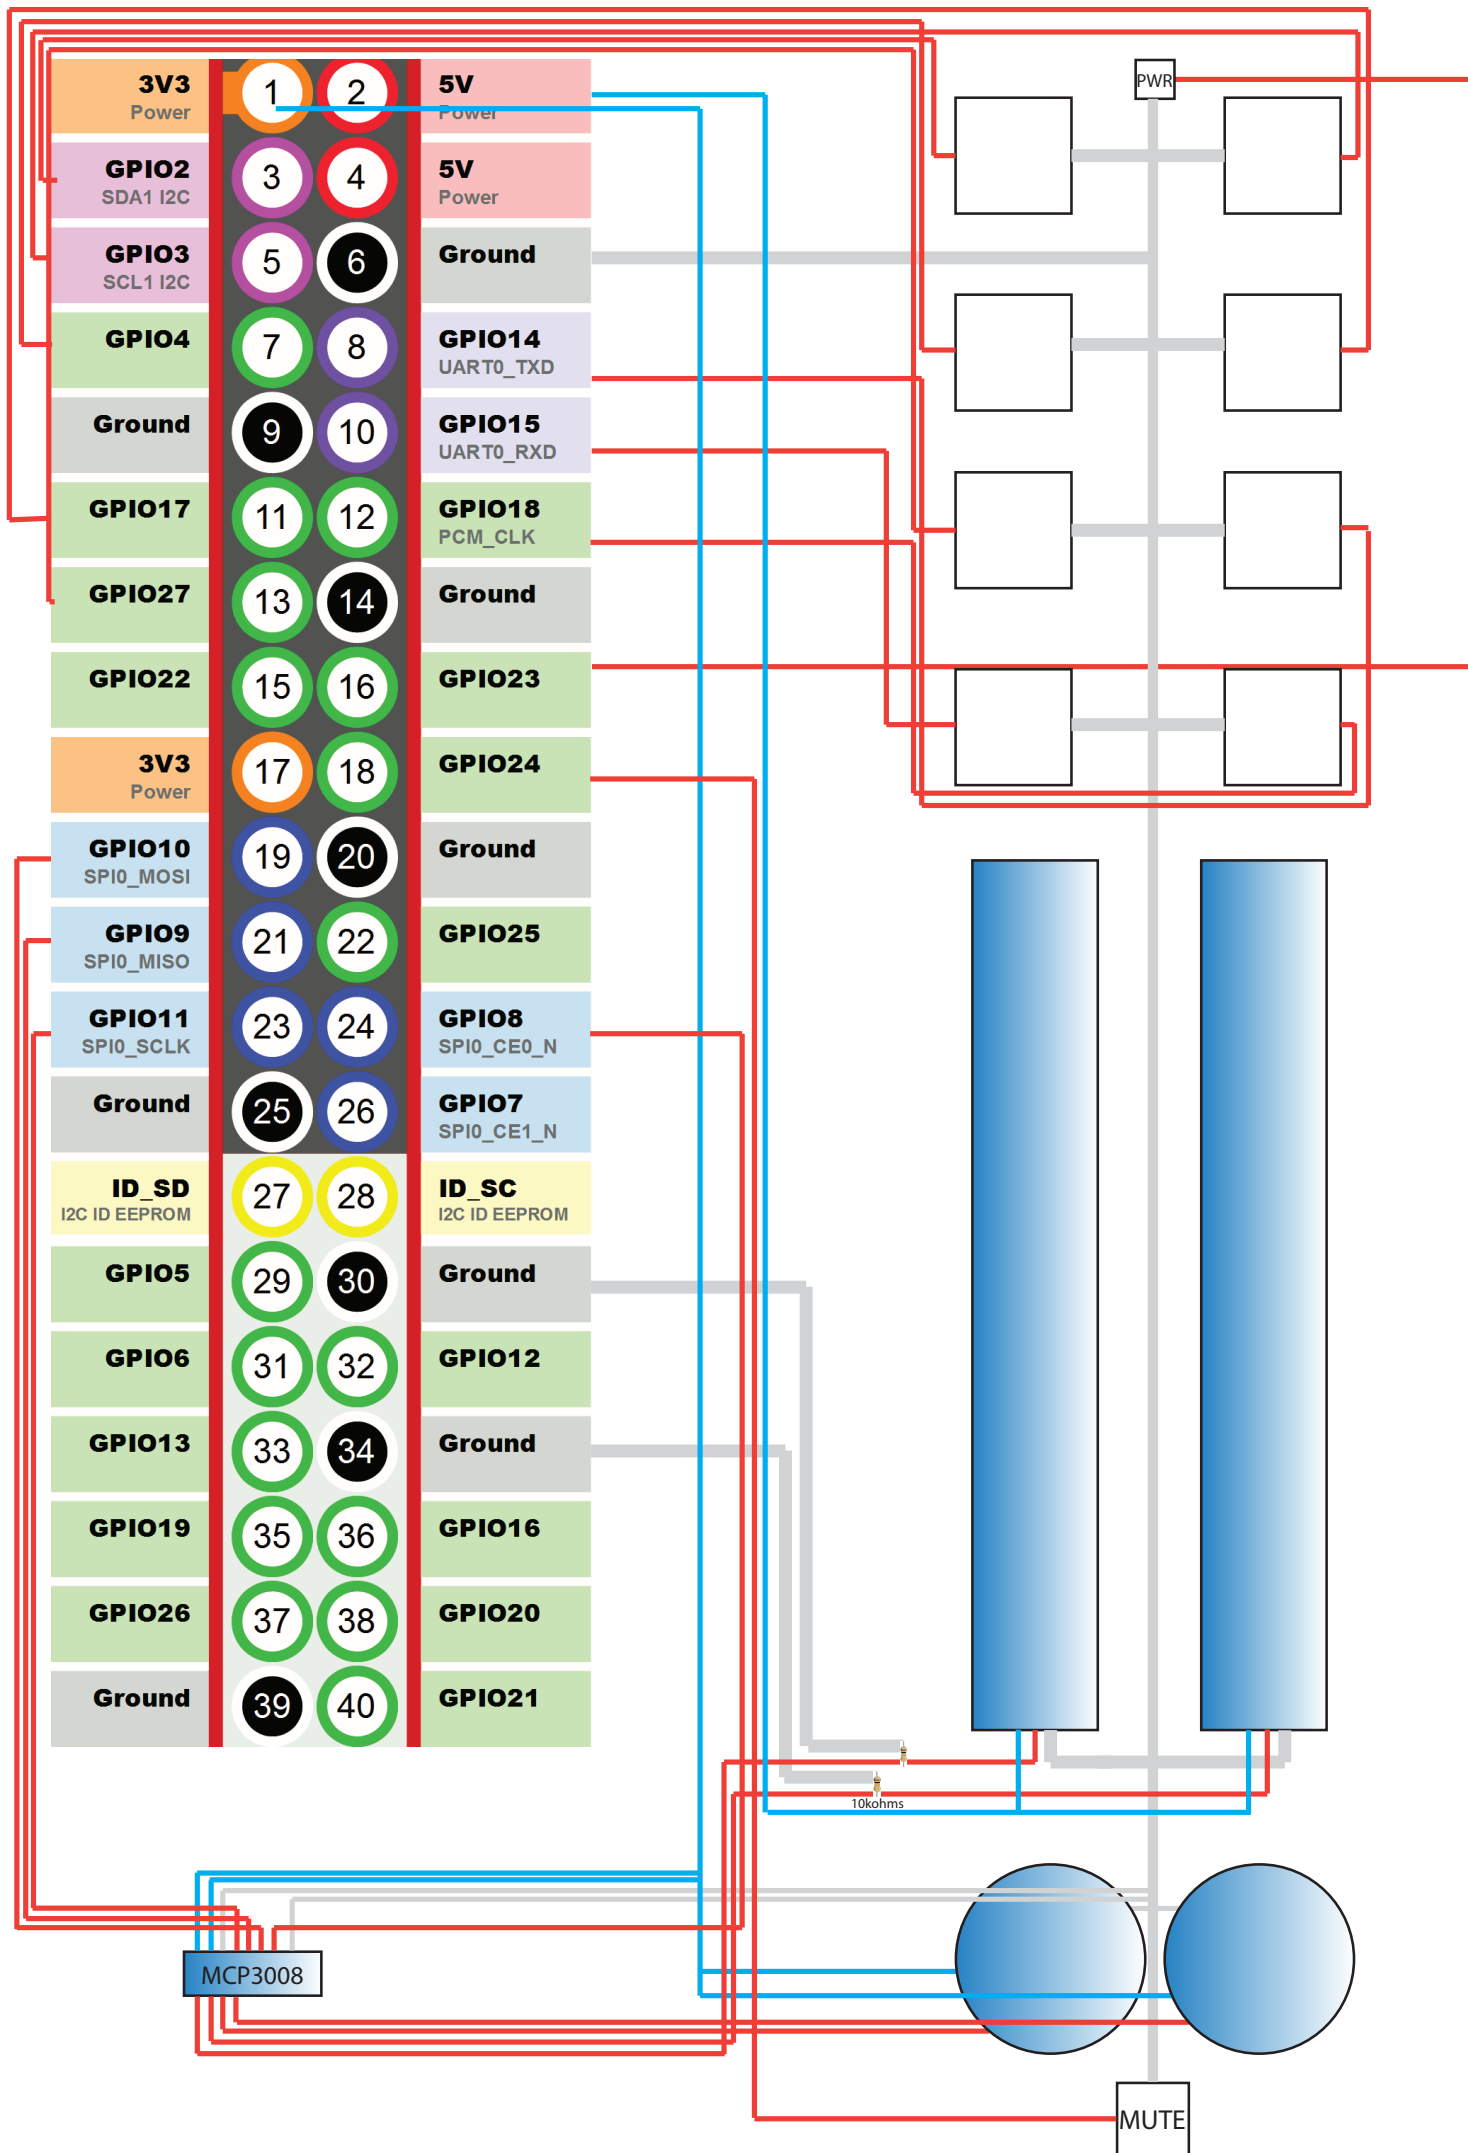 3V3
Power
1
2
5V
Power
PWR
GPIO2
SDA1 I2C
3
4
5V
Power
GPIO3
SCL1 I2C
5
6
Ground
GPIO4
7
8
GPIO14
UART0_TXD
Ground
9
10
GPIO15
UART0_RXD
GPIO17
11
12
GPIO18
PCM_CLK
GPIO27
13
14
Ground
GPIO22
15
16
GPIO23
3V3
Power
17
18
GPIO24
GPIO10
SPI0_MOSI
19
20
Ground
GPIO9
SPI0_MISO
21
22
GPIO25
GPIO11
SPI0_SCLK
23
24
GPIO8
SPI0_CE0_N
Ground
25
26
GPIO7
SPI0_CE1_N
ID_SD
I2C ID EEPROM
27
28
ID_SC
I2C ID EEPROM
GPIO5
29
30
Ground
GPIO6
31
32
GPIO12
GPIO13
33
34
Ground
GPIO19
35
36
GPIO16
GPIO26
37
38
GPIO20
Ground
39
40
GPIO21
10kohms
MCP3008
MUTE